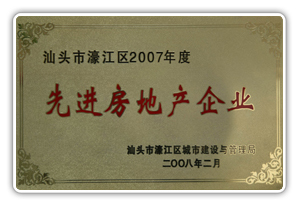 汕头市濠江区2007年度
先进房地产企业
汕头市濠江区城市建设与管理局
二〇〇八年二月